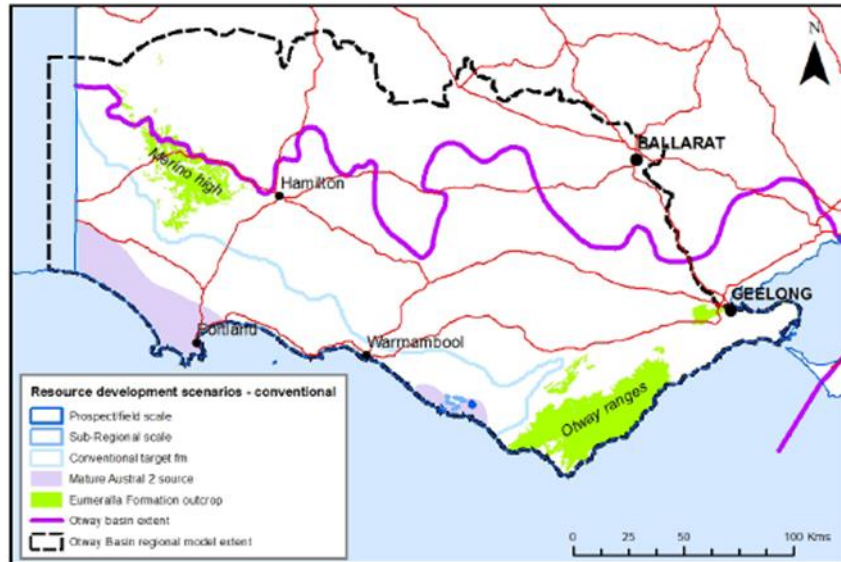 N
BALLARAT
Merino high
Hamilton
GEELONG
Portland
Warrnambool
Otway ranges
Resource development scenarios - conventional
Prospect/field scale
Sub-Regional scale
Conventional target fm
Mature Austral 2 source
Eumeralla Formation outcrop
Otway basin extent
Otway Basin regional model extent
0 25 50 100 Kms